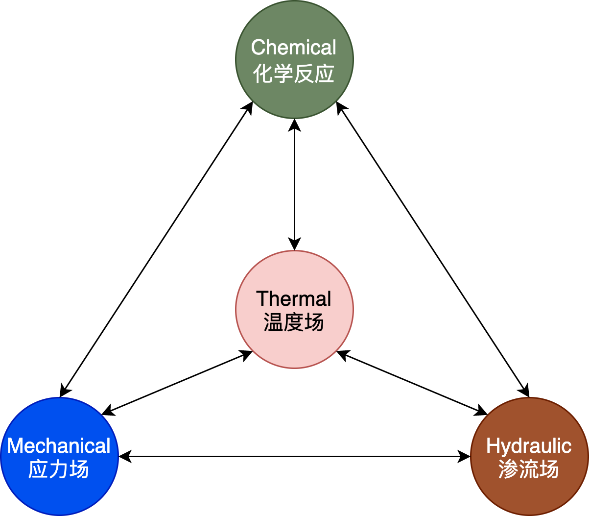 Chemical
化学反应
Thermal
温度场
Mechanical
应力场
Hydraulic
渗流场